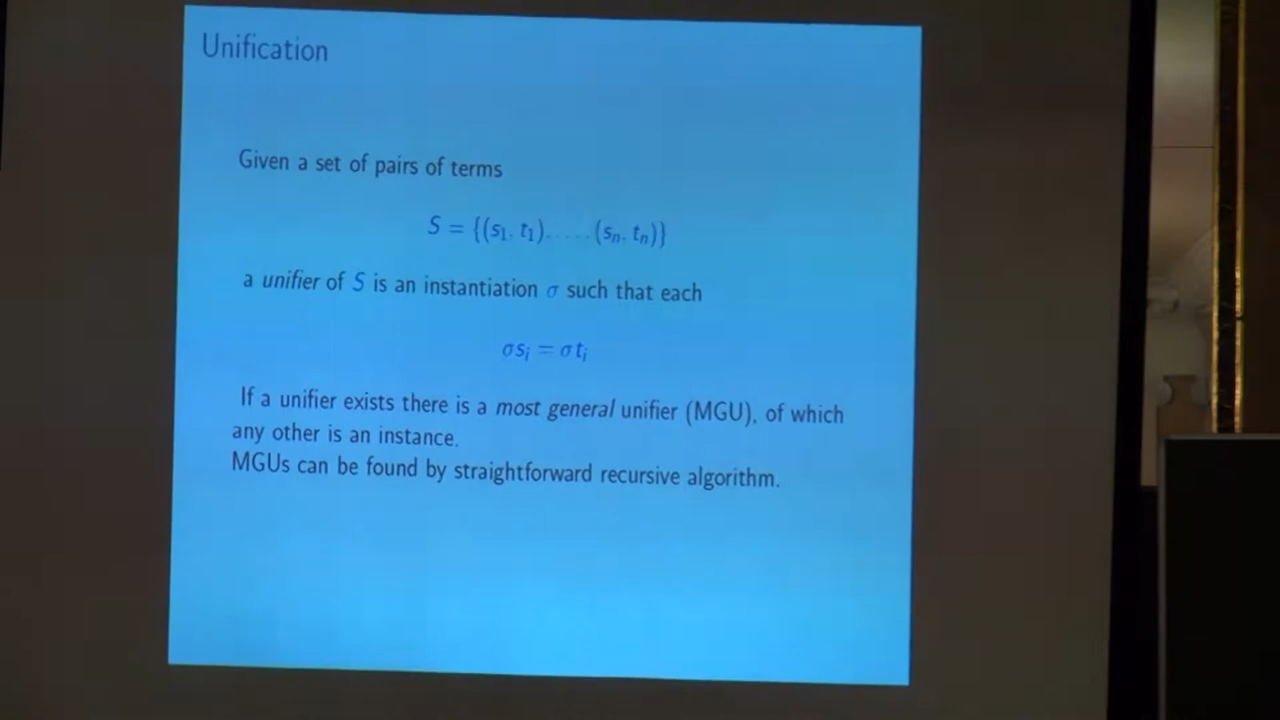 Unification
Given a set of pairs of terms
S = {(s₁, t₁), . . . , (sₙ, tₙ)}
a unifier of S is an instantiation σ such that each
σsᵢ = σtᵢ
If a unifier exists there is a most general unifier (MGU), of which
any other is an instance.
MGUs can be found by straightforward recursive algorithm.